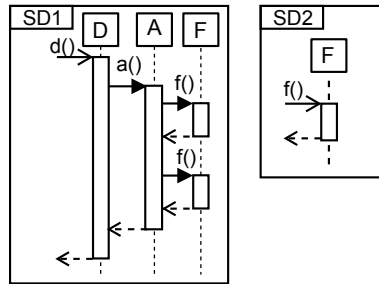 SD1
D A F
d()
a()
f()
f()
SD2
F
f()